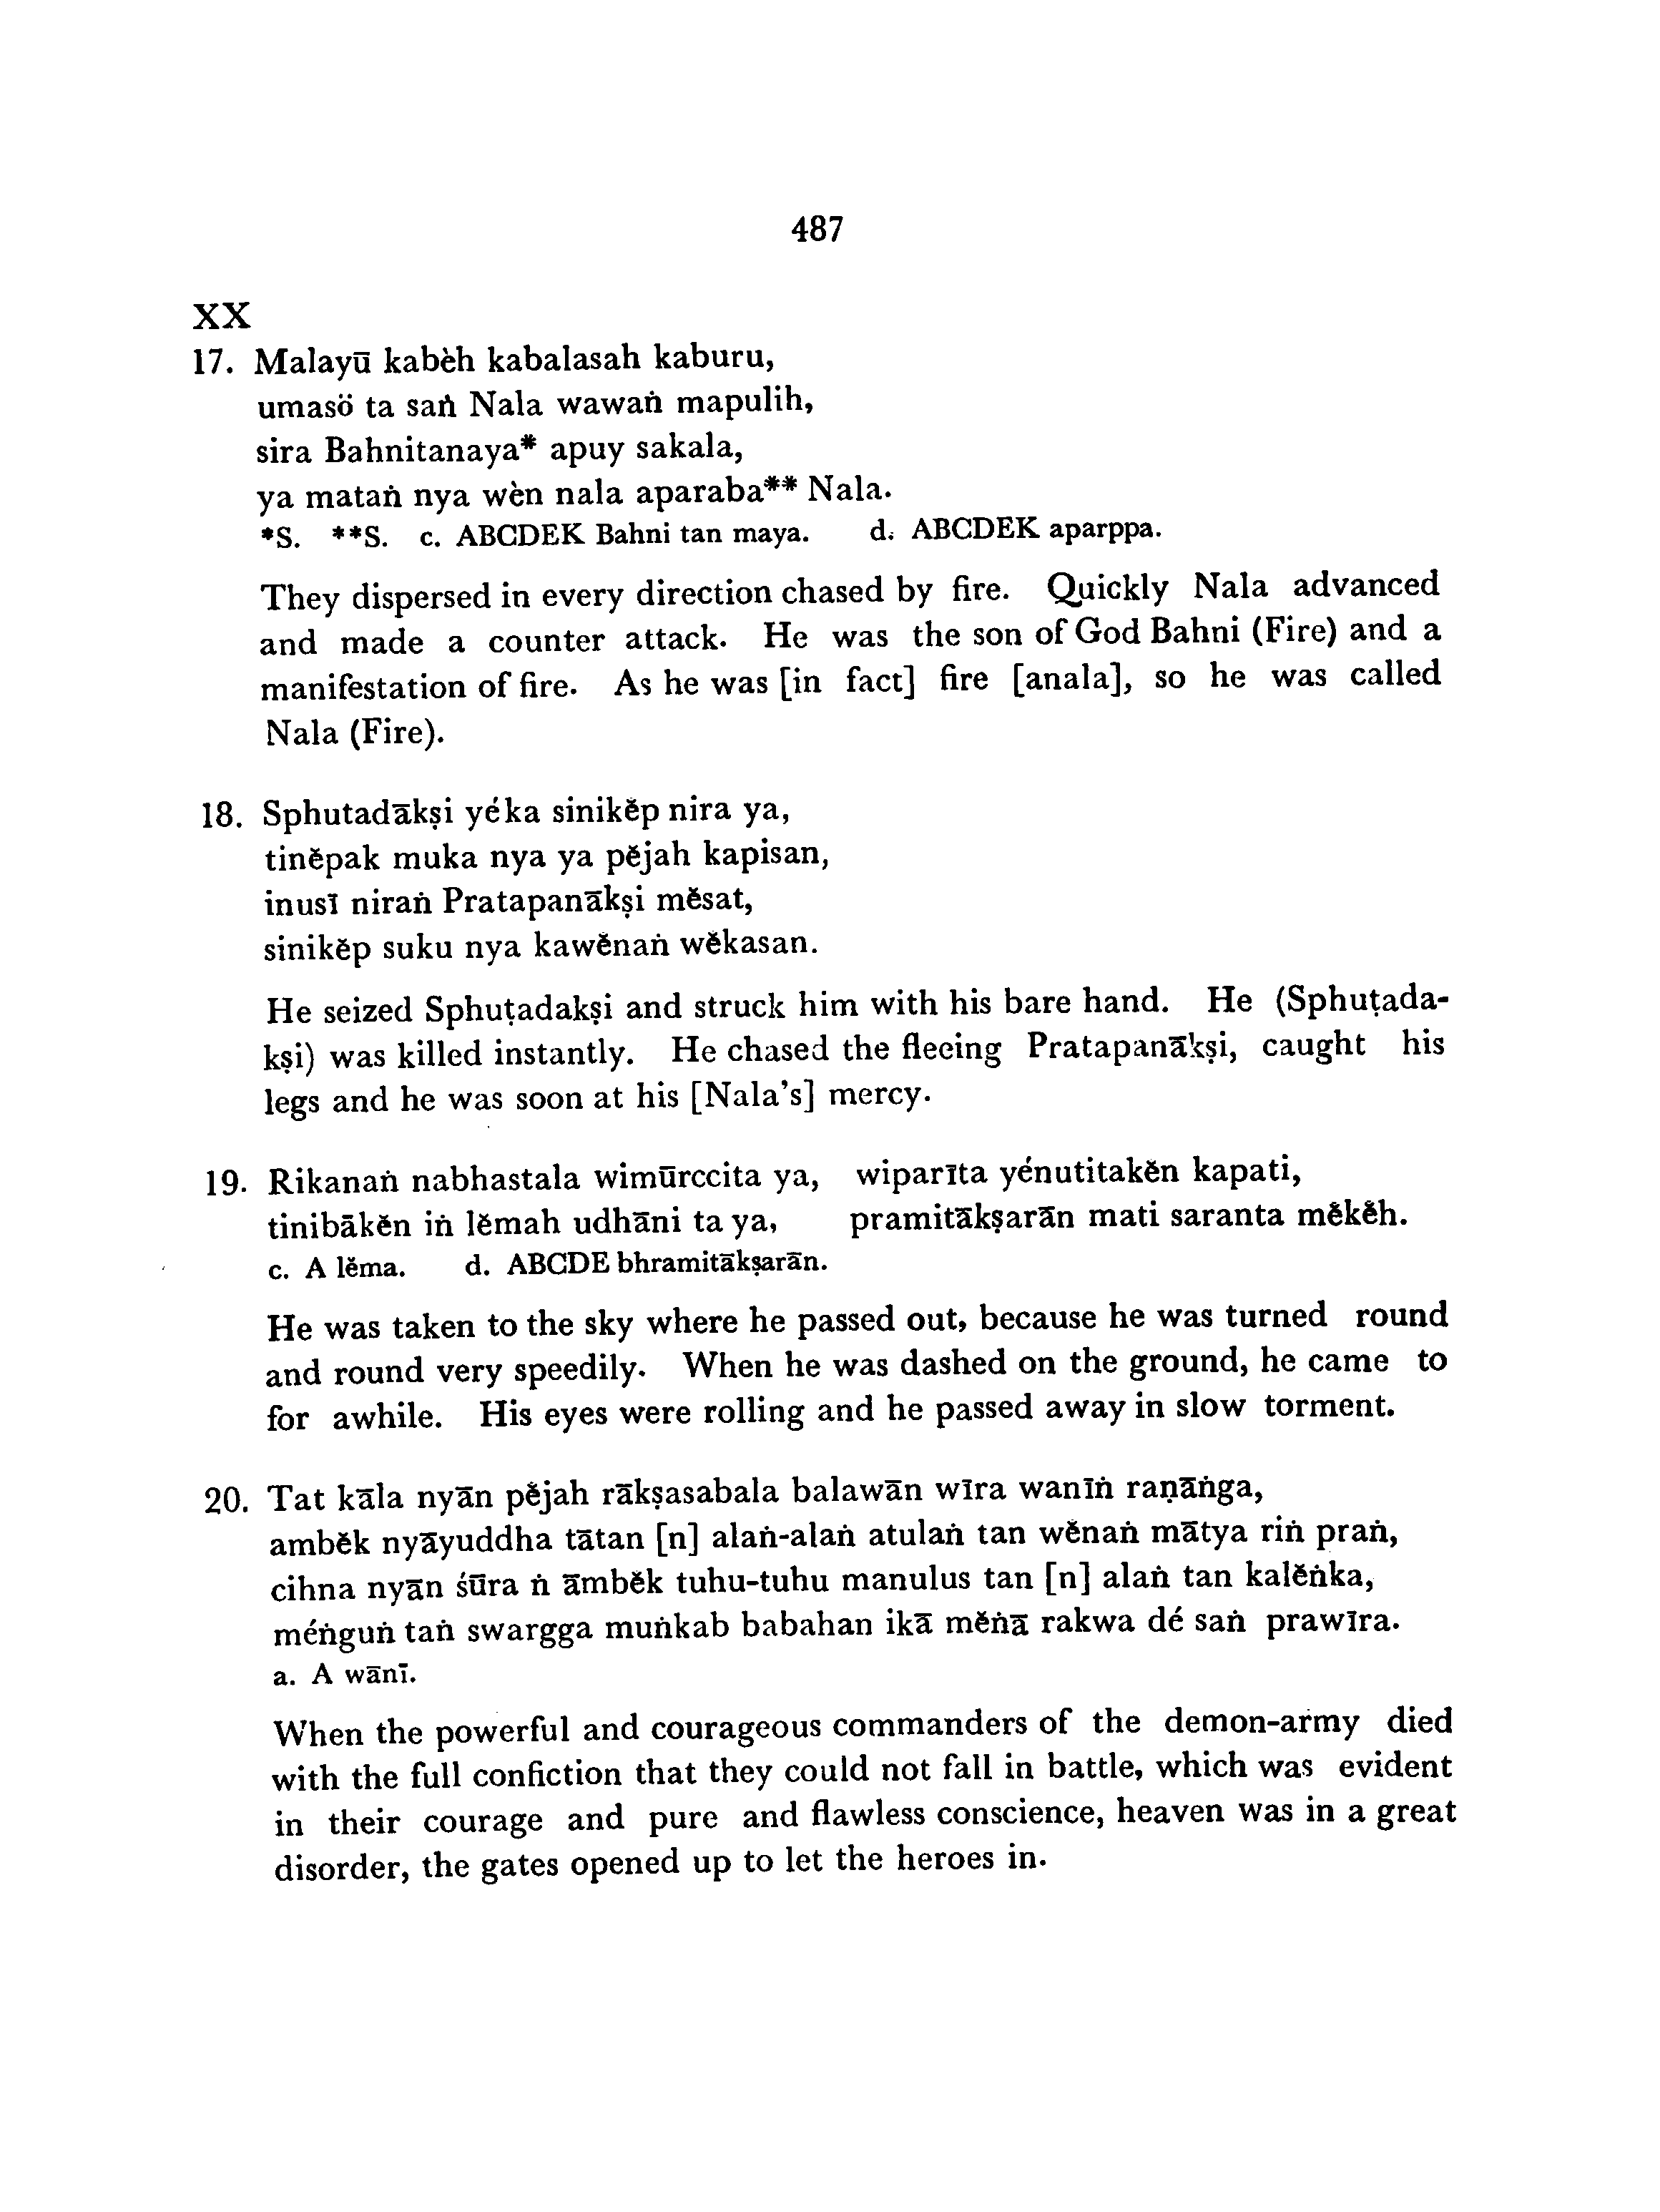 487
XX
17. Malayū kabèh kabalasah kaburu,
umasö ta saṅ Nala wawaṅ mapulih,
sira Bahnitanaya* apuy sakala,
ya mataṅ nya wèn nala aparaba** Nala.
*S. **S. c. ABCDEK Bahni tan maya. d. ABCDEK aparppa.
They dispersed in every direction chased by fire. Quickly Nala advanced
and made a counter attack. He was the son of God Bahni (Fire) and a
manifestation of fire. As he was [in fact] fire [anala], so he was called
Nala (Fire).
18. Sphutadākṣi yéka sinikĕp nira ya,
tinĕpak muka nya ya pĕjah kapisan,
inusī niraṅ Pratapanākṣi mĕsat,
sinikĕp suku nya kawĕnaṅ wĕkasan.
He seized Sphuṭadakṣi and struck him with his bare hand. He (Sphuṭada-
kṣi) was killed instantly. He chased the fleeing Pratapanākṣi, caught his
legs and he was soon at his [Nala's] mercy.
19. Rikanaṅ nabhastala wimūrccita ya, wiparīta yénutitakĕn kapati,
tinibākĕn iṅ lĕmah udhāni ta ya, pramitākṣarān mati saranta mĕkĕh.
c. A lĕma. d. ABCDE bhramitākṣarān.
He was taken to the sky where he passed out, because he was turned round
and round very speedily. When he was dashed on the ground, he came to
for awhile. His eyes were rolling and he passed away in slow torment.
20. Tat kāla nyān pĕjah rākṣasabala balawān wīra wanīṅ raṇāṅga,
ambĕk nyāyuddha tātan [n] alaṅ-alaṅ atulaṅ tan wĕnaṅ mātya riṅ praṅ,
cihna nyān śūra ṅ āmbĕk tuhu-tuhu manulus tan [n] alaṅ tan kalĕṅka,
méṅguṅ taṅ swargga muṅkab babahan ikā mĕṅā rakwa dé saṅ prawīra.
a. A wānī.
When the powerful and courageous commanders of the demon-army died
with the full confiction that they could not fall in battle, which was evident
in their courage and pure and flawless conscience, heaven was in a great
disorder, the gates opened up to let the heroes in.